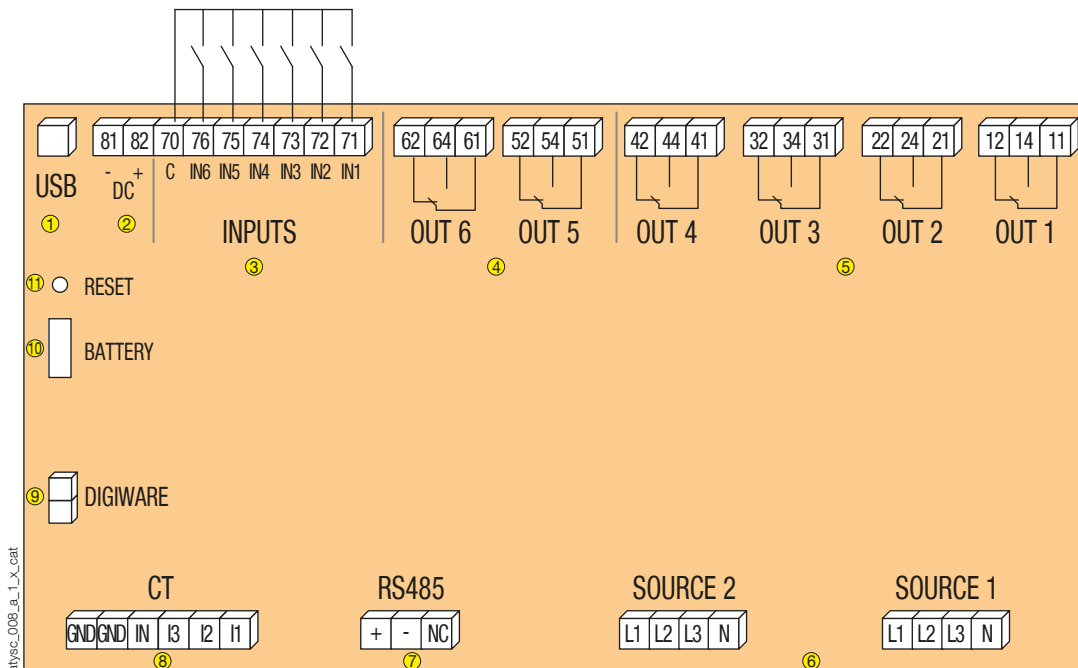 81 82 70 76 75 74 73 72 71 62 64 61 52 54 51 42 44 41 32 34 31 22 24 21 12 14 11
- DC + C IN6 IN5 IN4 IN3 IN2 IN1
USB
1 2 INPUTS OUT 6 OUT 5 OUT 4 OUT 3 OUT 2 OUT 1
3 4 5
11 RESET
10 BATTERY
9 DIGIWARE
CT RS485 SOURCE 2 SOURCE 1
GND GND IN I3 I2 I1 + - NC L1 L2 L3 N L1 L2 L3 N
8 7 6
atysc_008_a_1_x_cat